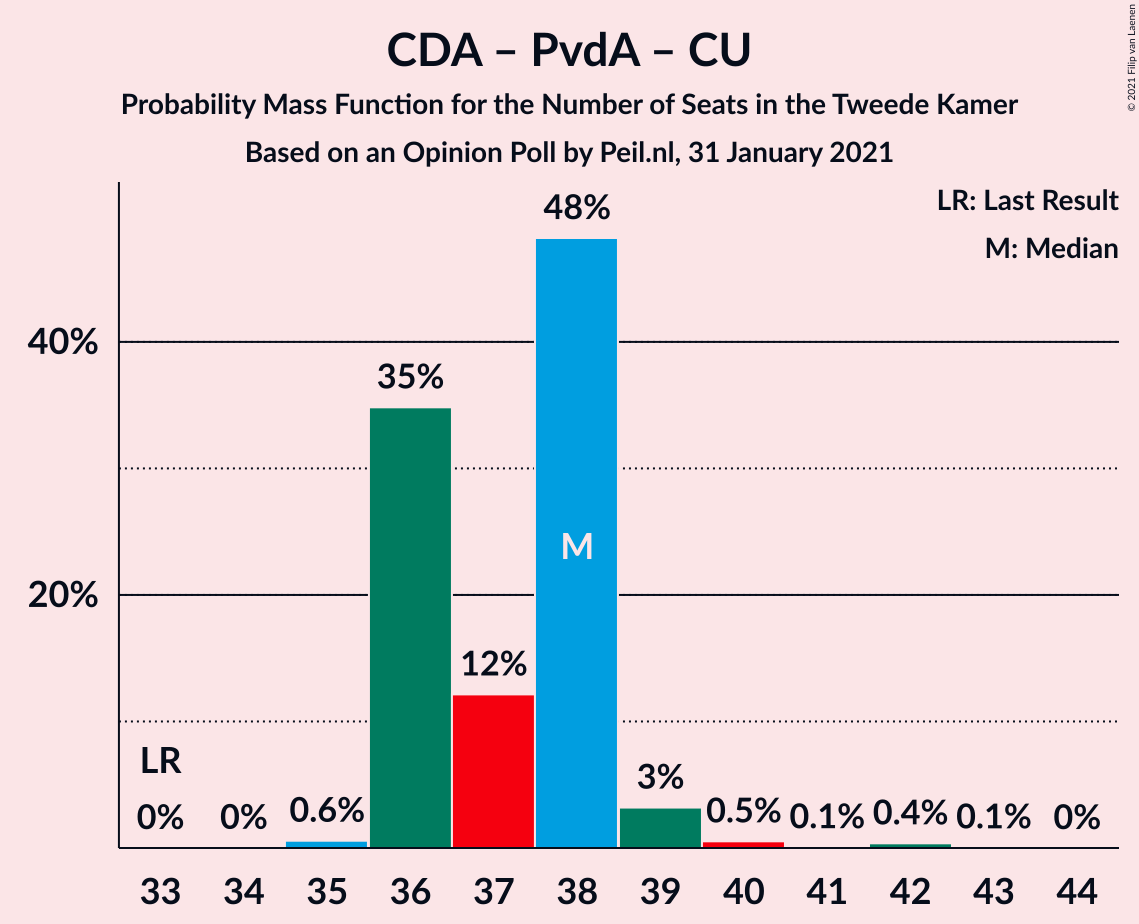 CDA – PvdA – CU
Probability Mass Function for the Number of Seats in the Tweede Kamer
Based on an Opinion Poll by Peil.nl, 31 January 2021
© 2021 Filip van Laenen
LR: Last Result
M: Median
48%
40%
35%
M
20%
12%
LR
3%
0% 0% 0.6% 0.5% 0.1% 0.4% 0.1% 0%
33 34 35 36 37 38 39 40 41 42 43 44